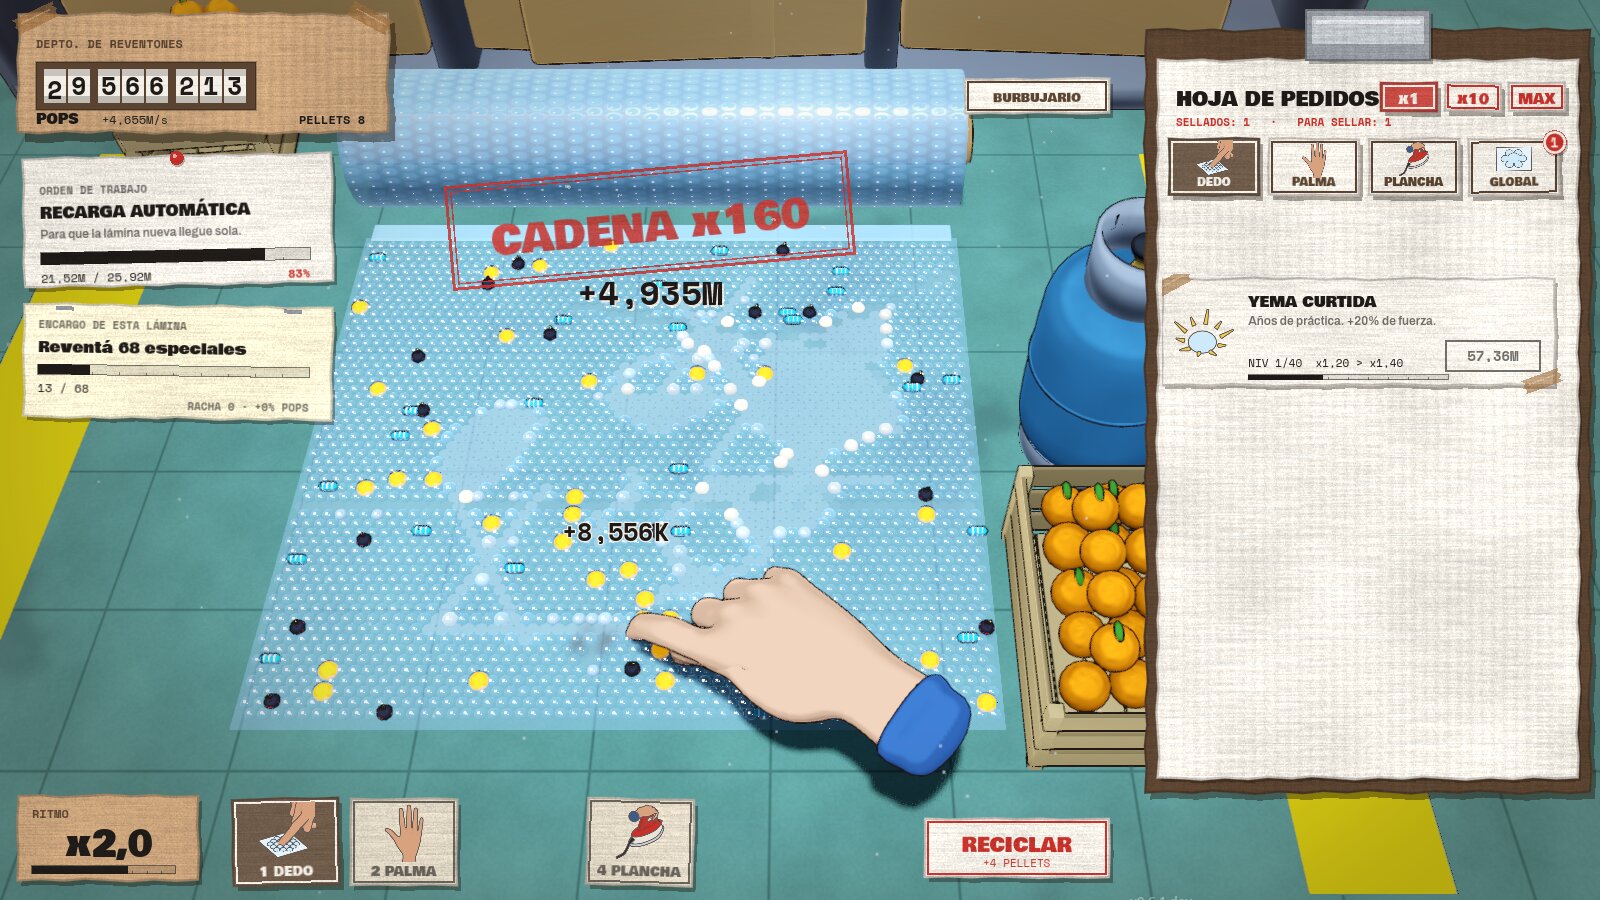 DEPTO. DE REVENTONES
29 566 213
POPS +4,655M/s PELLETS 8
ORDEN DE TRABAJO
RECARGA AUTOMÁTICA
Para que la lámina nueva llegue sola.
21,52M / 25,92M 83%
ENCARGO DE ESTA LÁMINA
Reventá 68 especiales
13 / 68
RACHA 0 · +0% POPS
CADENA x160
+4,935M
+8,556K
BURBUJARIO
HOJA DE PEDIDOS x1 x10 MAX
SELLADOS: 1 · PARA SELLAR: 1
DEDO PALMA PLANCHA GLOBAL 1
YEMA CURTIDA
Años de práctica. +20% de fuerza.
NIV 1/40 x1,20 > x1,40 57,36M
RITMO
x2,0
1 DEDO
2 PALMA
4 PLANCHA
RECICLAR
+4 PELLETS